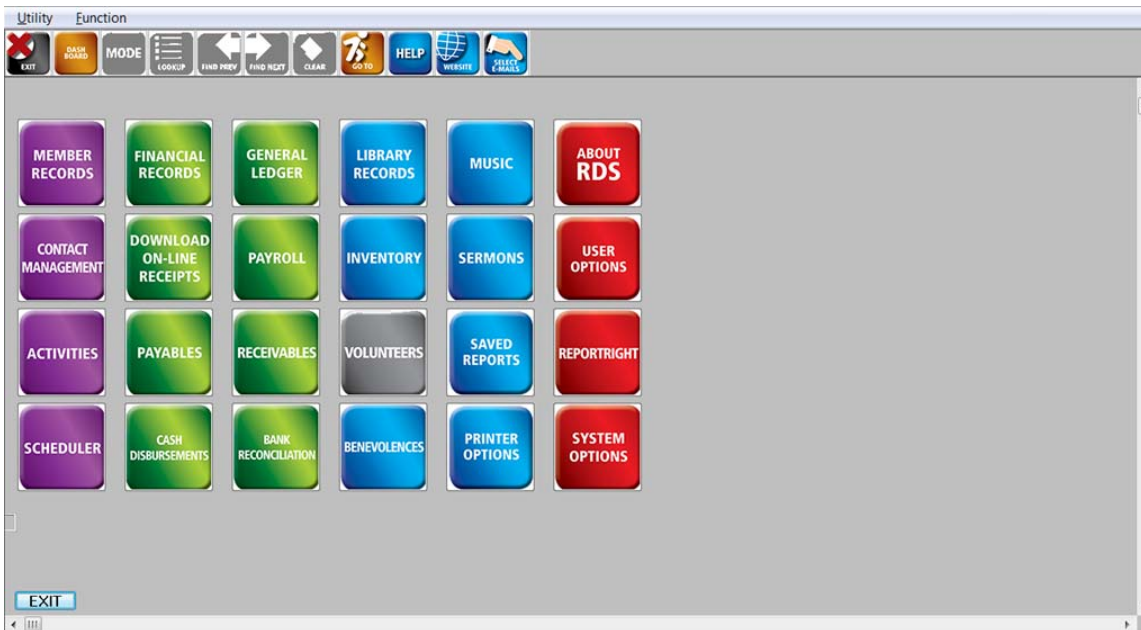 Utility Function
EXIT
DASH
BOARD
MODE
LOOKUP
FIND PREV
FIND NEXT
CLEAR
GO TO
HELP
WEBSITE
SELECT
E-MAILS
MEMBER
RECORDS
FINANCIAL
RECORDS
GENERAL
LEDGER
LIBRARY
RECORDS
MUSIC
ABOUT
RDS
CONTACT
MANAGEMENT
DOWNLOAD
ON-LINE
RECEIPTS
PAYROLL
INVENTORY
SERMONS
USER
OPTIONS
ACTIVITIES
PAYABLES
RECEIVABLES
VOLUNTEERS
SAVED
REPORTS
REPORTRIGHT
SCHEDULER
CASH
DISBURSEMENTS
BANK
RECONCILIATION
BENEVOLENCES
PRINTER
OPTIONS
SYSTEM
OPTIONS
EXIT